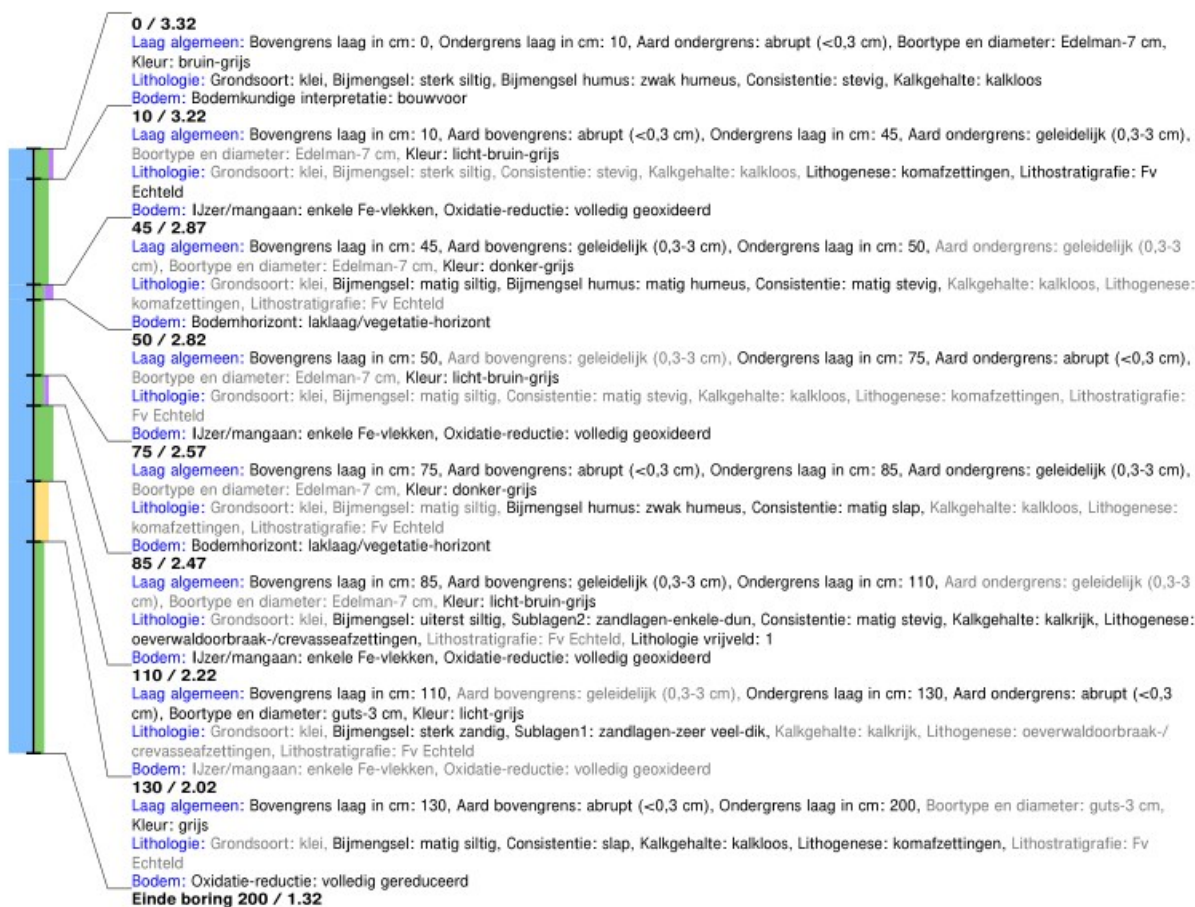 0 / 3.32
Laag algemeen: Bovengrens laag in cm: 0, Ondergrens laag in cm: 10, Aard ondergrens: abrupt (<0,3 cm), Boortype en diameter: Edelman-7 cm,
Kleur: bruin-grijs
Lithologie: Grondsoort: klei, Bijmengsel: sterk siltig, Bijmengsel humus: zwak humeus, Consistentie: stevig, Kalkgehalte: kalkloos
Bodem: Bodemkundige interpretatie: bouwvoor
10 / 3.22
Laag algemeen: Bovengrens laag in cm: 10, Aard bovengrens: abrupt (<0,3 cm), Ondergrens laag in cm: 45, Aard ondergrens: geleidelijk (0,3-3 cm),
Boortype en diameter: Edelman-7 cm, Kleur: licht-bruin-grijs
Lithologie: Grondsoort: klei, Bijmengsel: sterk siltig, Consistentie: stevig, Kalkgehalte: kalkloos, Lithogenese: komafzettingen, Lithostratigrafie: Fv
Echteld
Bodem: IJzer/mangaan: enkele Fe-vlekken, Oxidatie-reductie: volledig geoxideerd
45 / 2.87
Laag algemeen: Bovengrens laag in cm: 45, Aard bovengrens: geleidelijk (0,3-3 cm), Ondergrens laag in cm: 50, Aard ondergrens: geleidelijk (0,3-3
cm), Boortype en diameter: Edelman-7 cm, Kleur: donker-grijs
Lithologie: Grondsoort: klei, Bijmengsel: matig siltig, Bijmengsel humus: matig humeus, Consistentie: matig stevig, Kalkgehalte: kalkloos, Lithogenese:
komafzettingen, Lithostratigrafie: Fv Echteld
Bodem: Bodemhorizont: laklaag/vegetatie-horizont
50 / 2.82
Laag algemeen: Bovengrens laag in cm: 50, Aard bovengrens: geleidelijk (0,3-3 cm), Ondergrens laag in cm: 75, Aard ondergrens: abrupt (<0,3 cm),
Boortype en diameter: Edelman-7 cm, Kleur: licht-bruin-grijs
Lithologie: Grondsoort: klei, Bijmengsel: matig siltig, Consistentie: matig stevig, Kalkgehalte: kalkloos, Lithogenese: komafzettingen, Lithostratigrafie:
Fv Echteld
Bodem: IJzer/mangaan: enkele Fe-vlekken, Oxidatie-reductie: volledig geoxideerd
75 / 2.57
Laag algemeen: Bovengrens laag in cm: 75, Aard bovengrens: abrupt (<0,3 cm), Ondergrens laag in cm: 85, Aard ondergrens: geleidelijk (0,3-3 cm),
Boortype en diameter: Edelman-7 cm, Kleur: donker-grijs
Lithologie: Grondsoort: klei, Bijmengsel: matig siltig, Bijmengsel humus: zwak humeus, Consistentie: matig slap, Kalkgehalte: kalkloos, Lithogenese:
komafzettingen, Lithostratigrafie: Fv Echteld
Bodem: Bodemhorizont: laklaag/vegetatie-horizont
85 / 2.47
Laag algemeen: Bovengrens laag in cm: 85, Aard bovengrens: geleidelijk (0,3-3 cm), Ondergrens laag in cm: 110, Aard ondergrens: geleidelijk (0,3-3
cm), Boortype en diameter: Edelman-7 cm, Kleur: licht-bruin-grijs
Lithologie: Grondsoort: klei, Bijmengsel: uiterst siltig, Sublagen2: zandlagen-enkele-dun, Consistentie: matig stevig, Kalkgehalte: kalkrijk, Lithogenese:
oeverwaldoorbraak-/crevasseafzettingen, Lithostratigrafie: Fv Echteld, Lithologie vrijveld: 1
Bodem: IJzer/mangaan: enkele Fe-vlekken, Oxidatie-reductie: volledig geoxideerd
110 / 2.22
Laag algemeen: Bovengrens laag in cm: 110, Aard bovengrens: geleidelijk (0,3-3 cm), Ondergrens laag in cm: 130, Aard ondergrens: abrupt (<0,3
cm), Boortype en diameter: guts-3 cm, Kleur: licht-grijs
Lithologie: Grondsoort: klei, Bijmengsel: sterk zandig, Sublagen1: zandlagen-zeer veel-dik, Kalkgehalte: kalkrijk, Lithogenese: oeverwaldoorbraak-/
crevasseafzettingen, Lithostratigrafie: Fv Echteld
Bodem: IJzer/mangaan: enkele Fe-vlekken, Oxidatie-reductie: volledig geoxideerd
130 / 2.02
Laag algemeen: Bovengrens laag in cm: 130, Aard bovengrens: abrupt (<0,3 cm), Ondergrens laag in cm: 200, Boortype en diameter: guts-3 cm,
Kleur: grijs
Lithologie: Grondsoort: klei, Bijmengsel: matig siltig, Consistentie: slap, Kalkgehalte: kalkloos, Lithogenese: komafzettingen, Lithostratigrafie: Fv
Echteld
Bodem: Oxidatie-reductie: volledig gereduceerd
Einde boring 200 / 1.32